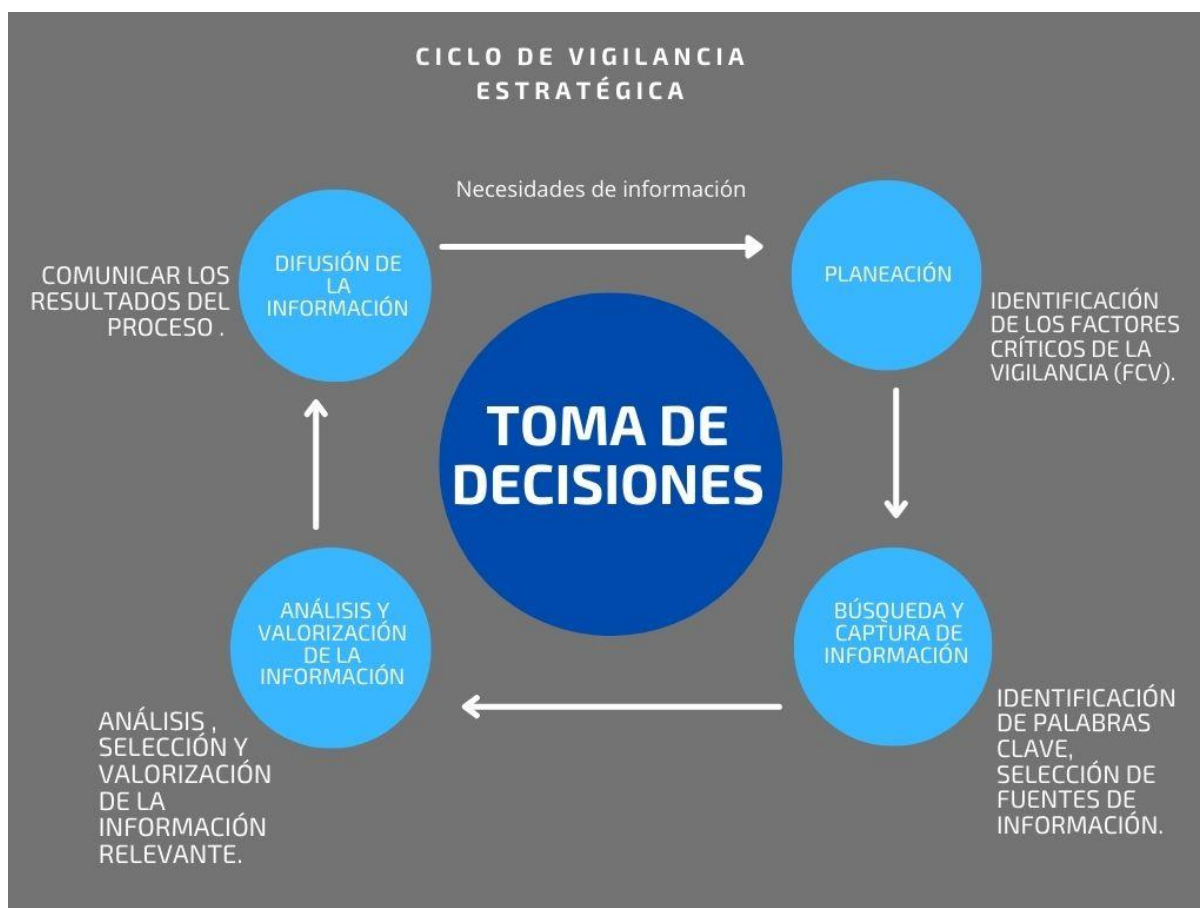 CICLO DE VIGILANCIA
ESTRATÉGICA
Necesidades de información
DIFUSIÓN DE
LA
INFORMACIÓN
COMUNICAR LOS
RESULTADOS DEL
PROCESO .
PLANEACIÓN
IDENTIFICACIÓN
DE LOS FACTORES
CRÍTICOS DE LA
VIGILANCIA (FCV).
TOMA DE
DECISIONES
BÚSQUEDA Y
CAPTURA DE
INFORMACIÓN
IDENTIFICACIÓN
DE PALABRAS
CLAVE,
SELECCIÓN DE
FUENTES DE
INFORMACIÓN.
ANÁLISIS Y
VALORIZACIÓN
DE LA
INFORMACIÓN
ANÁLISIS ,
SELECCIÓN Y
VALORIZACIÓN
DE LA
INFORMACIÓN
RELEVANTE.